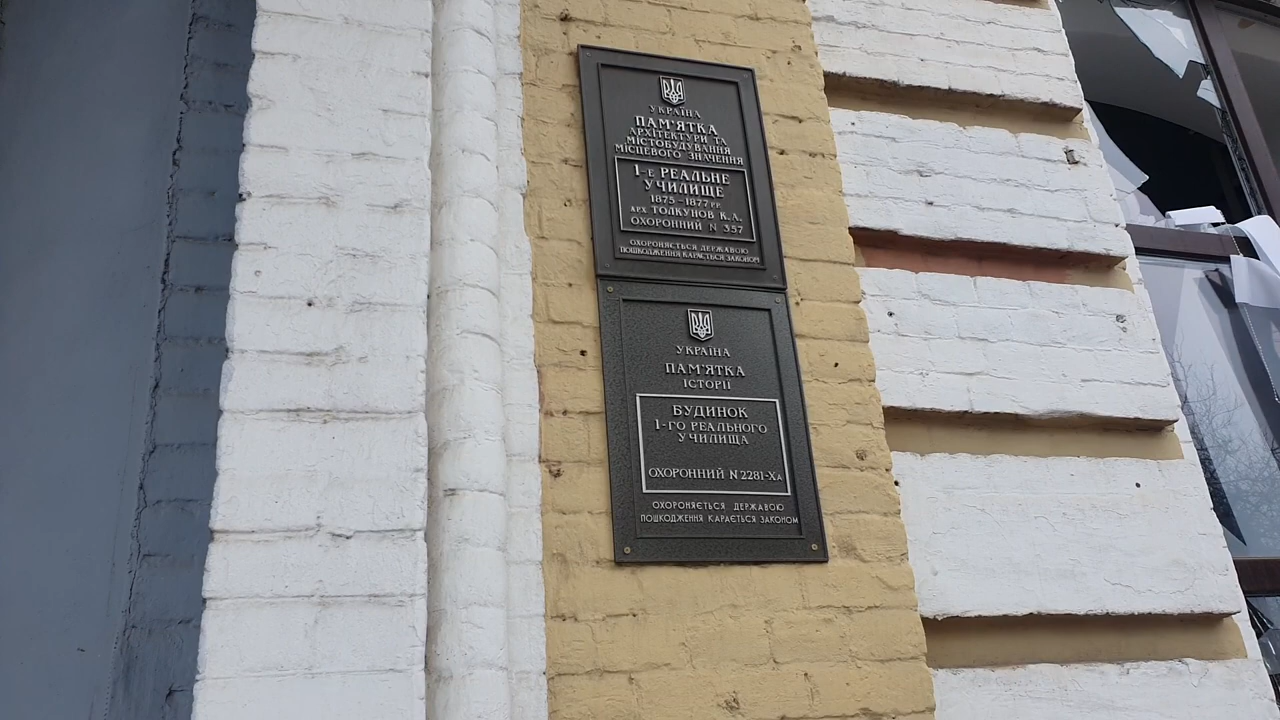 УКРАЇНА
ПАМ'ЯТКА
АРХІТЕКТУРИ ТА
МІСТОБУДУВАННЯ
МІСЦЕВОГО ЗНАЧЕННЯ
1-Е РЕАЛЬНЕ
УЧИЛИЩЕ
1875-1877 РР.
АРХ. ТОЛКУНОВ К.А.
ОХОРОННИЙ N 357
ОХОРОНЯЄТЬСЯ ДЕРЖАВОЮ
ПОШКОДЖЕННЯ КАРАЄТЬСЯ ЗАКОНОМ
УКРАЇНА
ПАМ'ЯТКА
ІСТОРІЇ
БУДИНОК
1-ГО РЕАЛЬНОГО
УЧИЛИЩА
ОХОРОННИЙ N 2281-ХА
ОХОРОНЯЄТЬСЯ ДЕРЖАВОЮ
ПОШКОДЖЕННЯ КАРАЄТЬСЯ ЗАКОНОМ